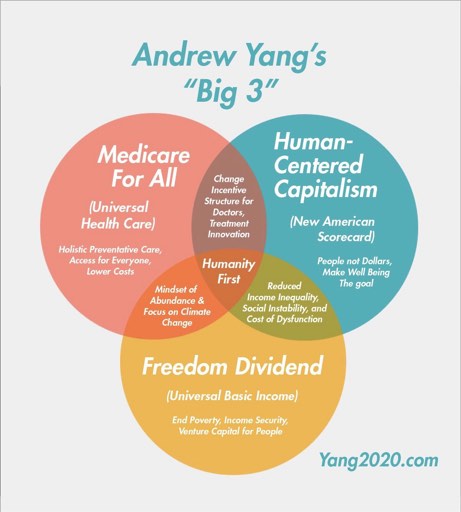 Andrew Yang's
"Big 3"
Medicare
For All
(Universal
Health Care)
Holistic Preventative Care,
Access for Everyone,
Lower Costs
Change
Incentive
Structure for
Doctors,
Treatment
Innovation
Human-
Centered
Capitalism
(New American
Scorecard)
People not Dollars,
Make Well Being
The goal
Humanity
First
Mindset of
Abundance &
Focus on Climate
Change
Reduced
Income Inequality,
Social Instability, and
Cost of Dysfunction
Freedom Dividend
(Universal Basic Income)
End Poverty, Income Security,
Venture Capital for People
Yang2020.com